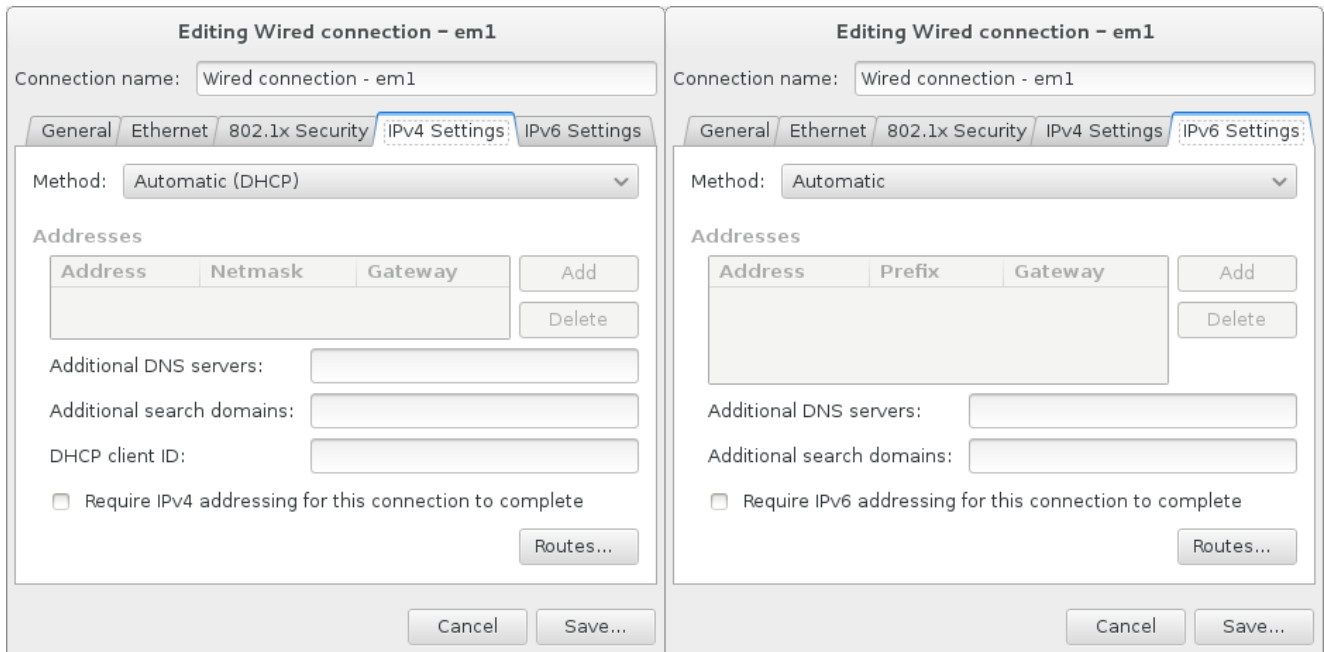 Editing Wired connection – em1
Connection name: Wired connection - em1
General Ethernet 802.1x Security IPv4 Settings IPv6 Settings
Method: Automatic (DHCP)
Addresses
Address Netmask Gateway Add
Delete
Additional DNS servers:
Additional search domains:
DHCP client ID:
Require IPv4 addressing for this connection to complete
Routes...
Cancel Save...
Editing Wired connection – em1
Connection name: Wired connection - em1
General Ethernet 802.1x Security IPv4 Settings IPv6 Settings
Method: Automatic
Addresses
Address Prefix Gateway Add
Delete
Additional DNS servers:
Additional search domains:
Require IPv6 addressing for this connection to complete
Routes...
Cancel Save...